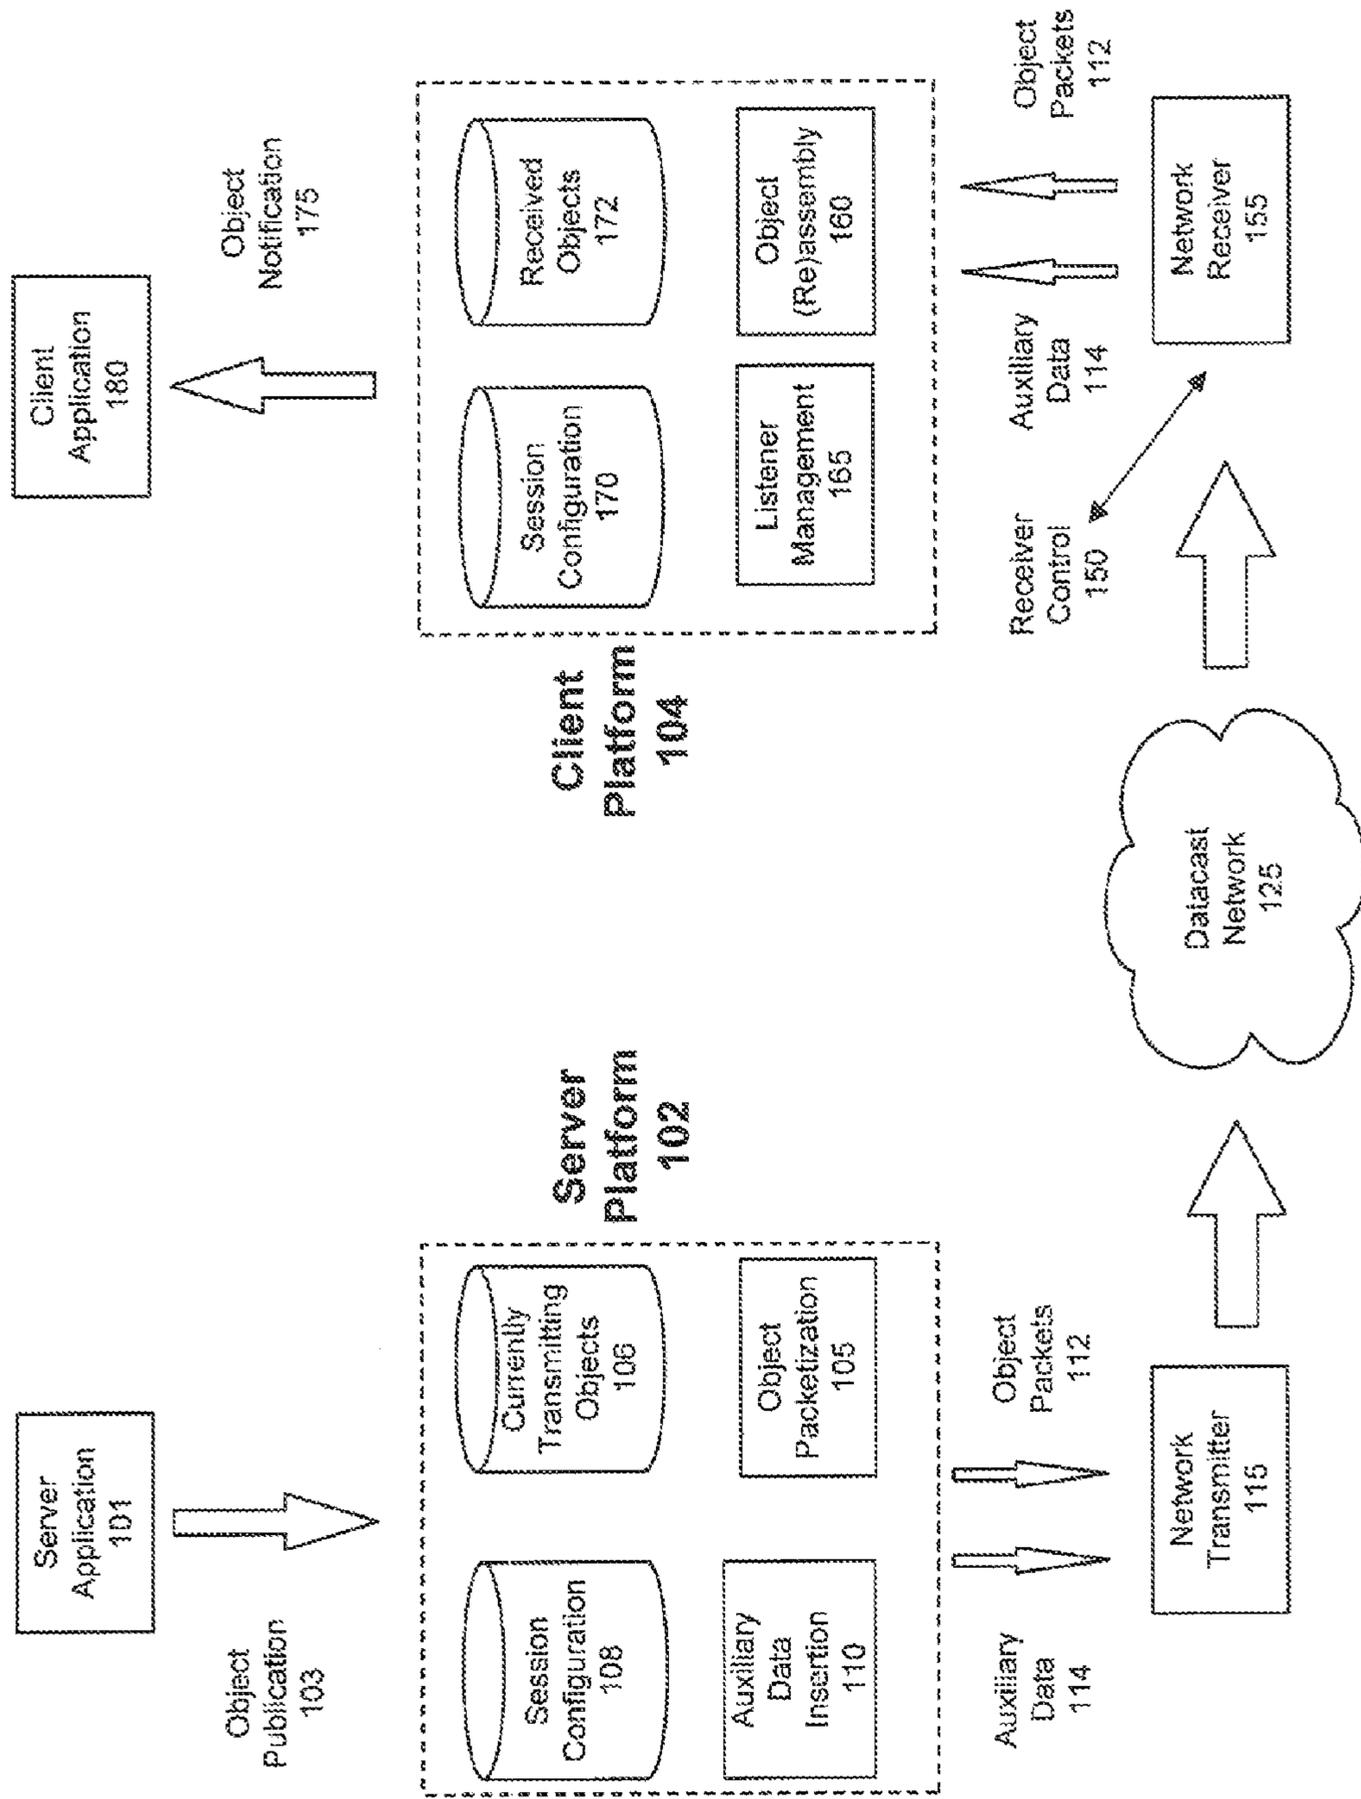 Server
Application
101
Object
Publication
103
Server
Platform
102
Session
Configuration
108
Currently
Transmitting
Objects
106
Auxiliary
Data
Insertion
110
Object
Packetization
105
Auxiliary
Data
114
Object
Packets
112
Network
Transmitter
115
Datacast
Network
125
Client
Application
180
Object
Notification
175
Client
Platform
104
Session
Configuration
170
Received
Objects
172
Listener
Management
165
Object
(Re)assembly
160
Receiver
Control
150
Auxiliary
Data
114
Object
Packets
112
Network
Receiver
155